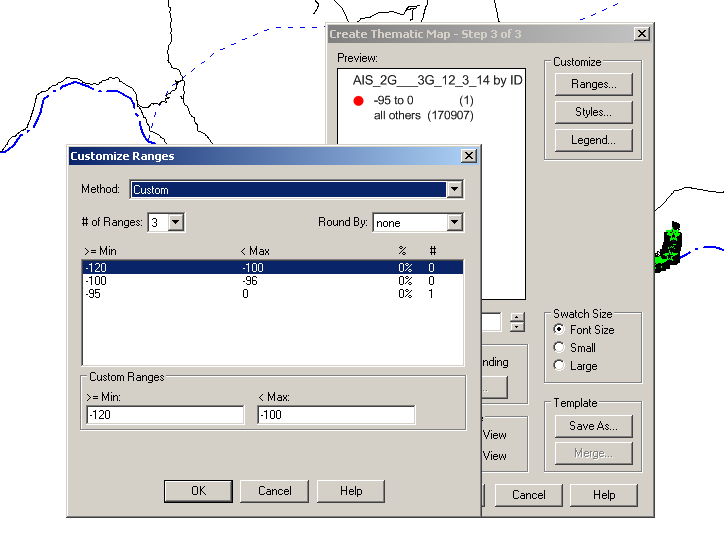 Create Thematic Map - Step 3 of 3
Preview:
AIS_2G___3G_12_3_14 by ID
-95 to 0 (1)
all others (170907)
Customize
Ranges...
Styles...
Legend...
Customize Ranges
Method: Custom
# of Ranges: 3 Round By: none
>= Min < Max % #
-120 -100 0% 0
-100 -96 0% 0
-95 0 0% 1
Custom Ranges
>= Min: < Max:
-120 -100
OK Cancel Help
Swatch Size
Font Size
Small
Large
nding
Template
Save As...
Merge...
View
View
Cancel Help